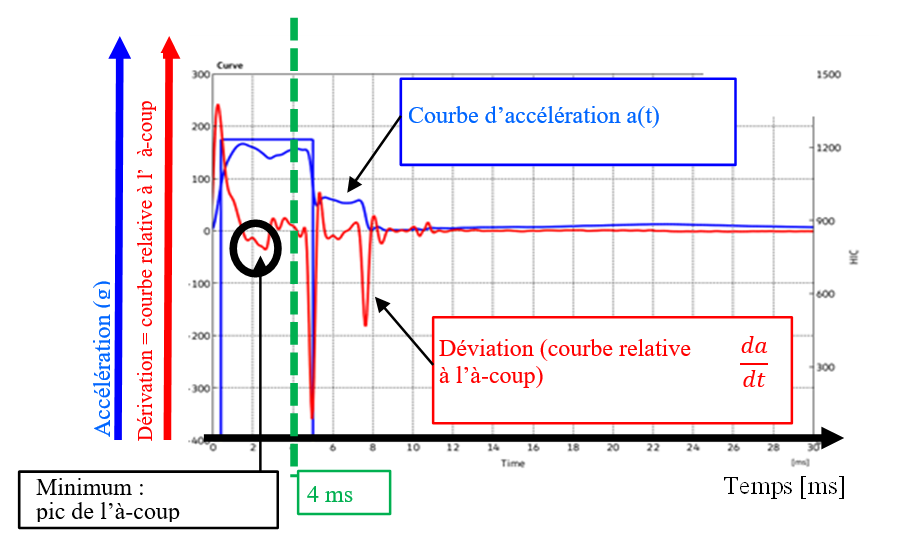 Curve
Accélération (g)
Dérivation = courbe relative à l’ à-coup
300
200
100
0
-100
-200
-300
-400
1500
1200
900
600
300
HIC
Courbe d’accélération a(t)
Déviation (courbe relative
à l’à-coup)
da
dt
0 2 6 8 10 12 14 16 18 20 22 24 26 28 30
Time
[ms]
Temps [ms]
Minimum :
pic de l’à-coup
4 ms